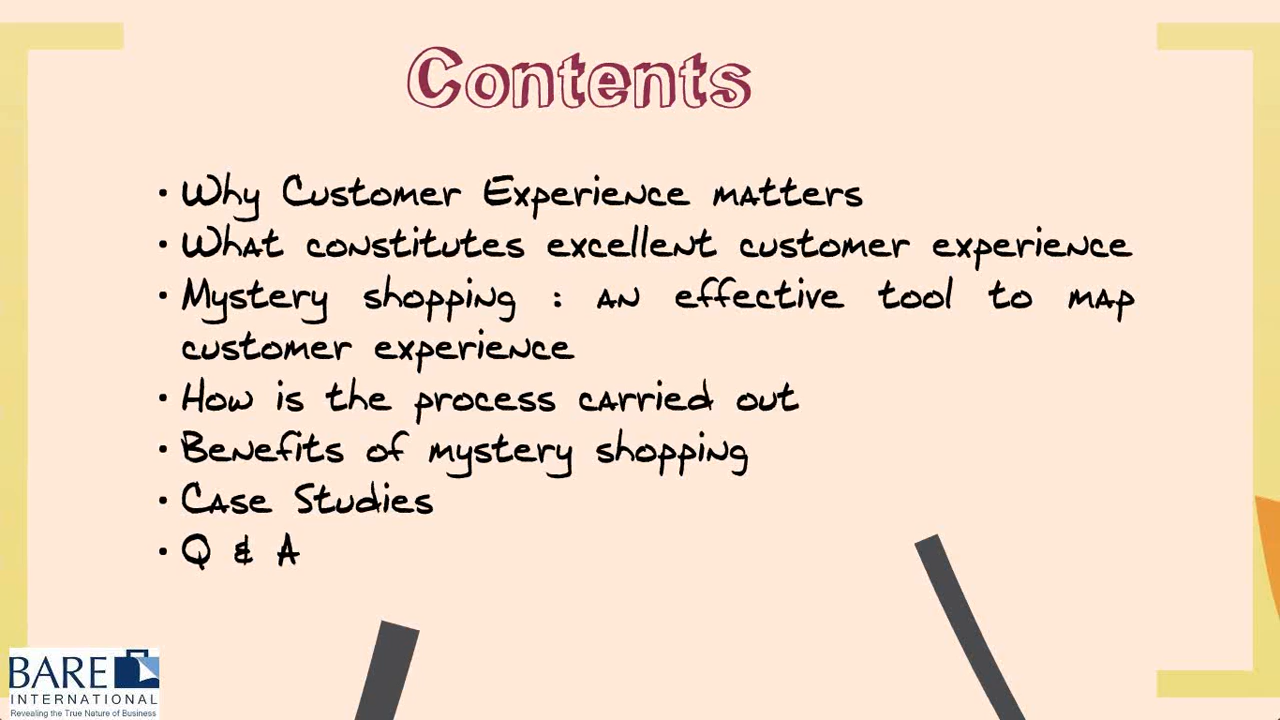 Contents
• Why Customer Experience matters
• What constitutes excellent customer experience
• Mystery shopping : an effective tool to map
customer experience
• How is the process carried out
• Benefits of mystery shopping
• Case Studies
• Q & A
BARE
INTERNATIONAL
Revealing the True Nature of Business